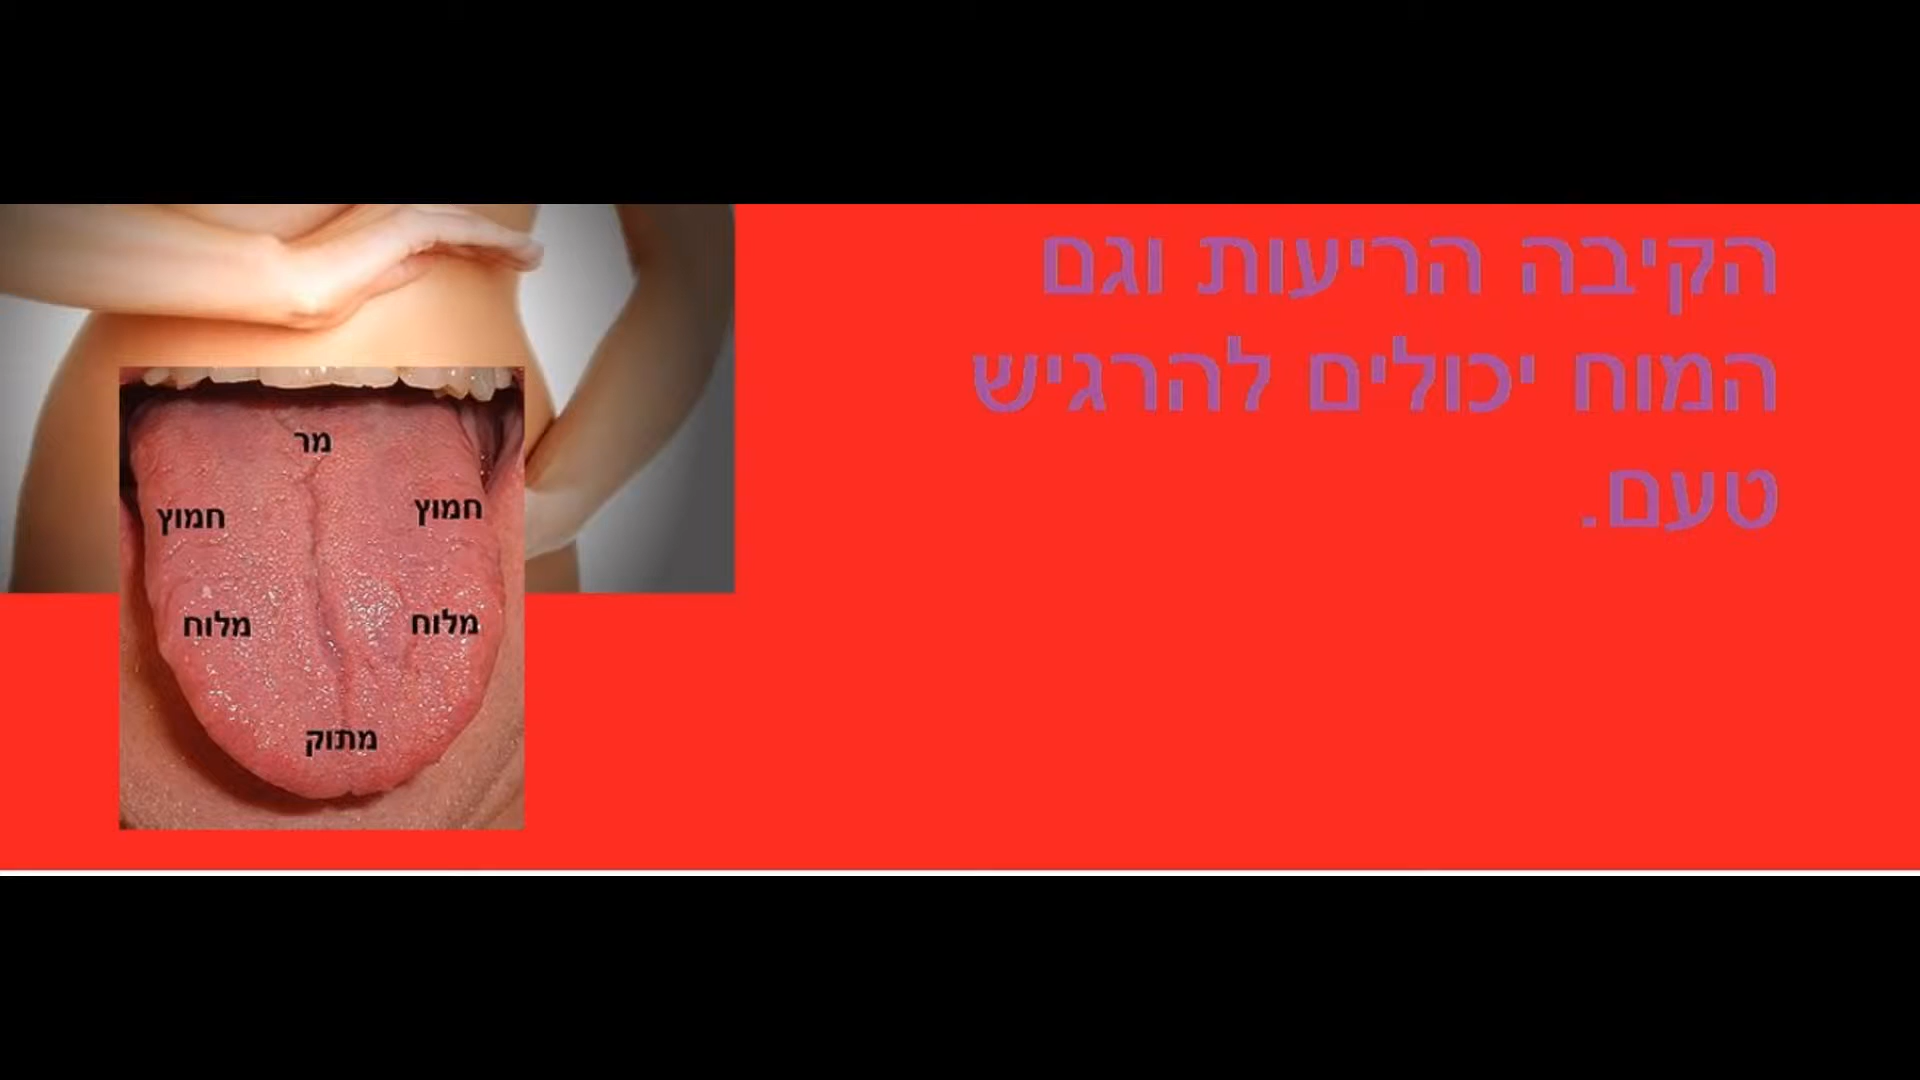 הקיבה הריעות וגם
המוח יכולים להרגיש
טעם.
מר
חמוץ
חמוץ
מלוח
מלוח
מתוק